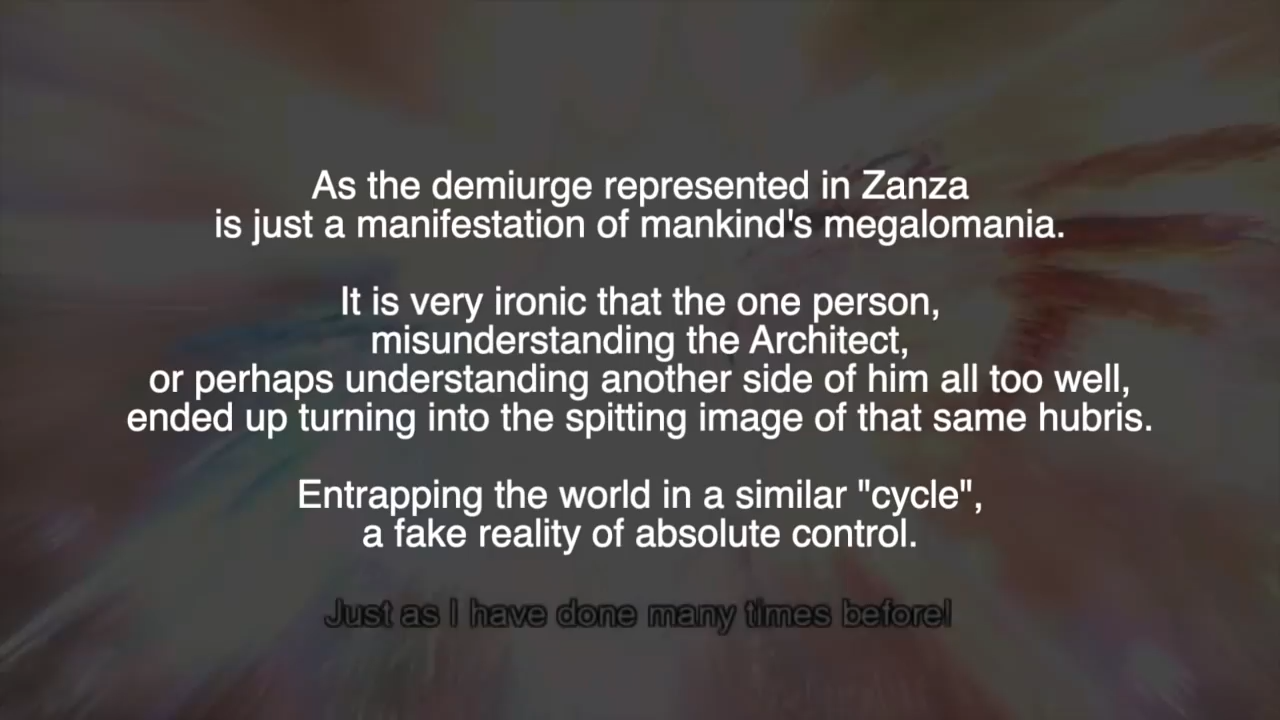 As the demiurge represented in Zanza
is just a manifestation of mankind's megalomania.
It is very ironic that the one person,
misunderstanding the Architect,
or perhaps understanding another side of him all too well,
ended up turning into the spitting image of that same hubris.
Entrapping the world in a similar "cycle",
a fake reality of absolute control.
Just as I have done many times before!